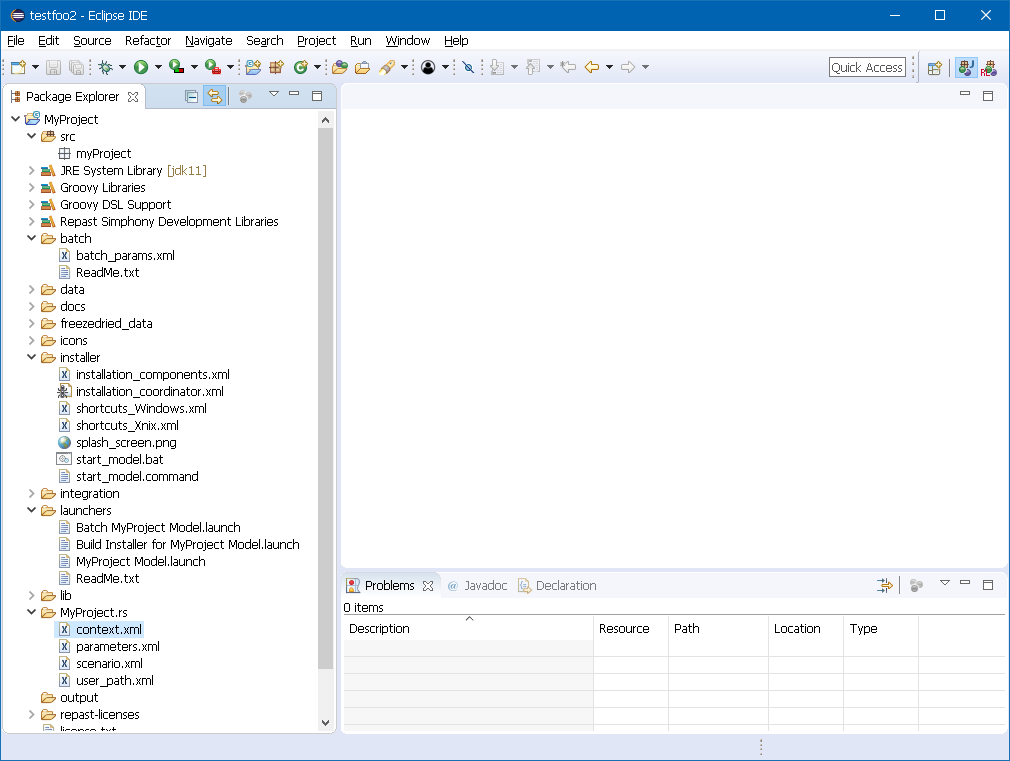 testfoo2 - Eclipse IDE
File Edit Source Refactor Navigate Search Project Run Window Help
Quick Access
Package Explorer
MyProject
src
myProject
JRE System Library [jdk11]
Groovy Libraries
Groovy DSL Support
Repast Simphony Development Libraries
batch
batch_params.xml
ReadMe.txt
data
docs
freezedried_data
icons
installer
installation_components.xml
installation_coordinator.xml
shortcuts_Windows.xml
shortcuts_Xnix.xml
splash_screen.png
start_model.bat
start_model.command
integration
launchers
Batch MyProject Model.launch
Build Installer for MyProject Model.launch
MyProject Model.launch
ReadMe.txt
lib
MyProject.rs
context.xml
parameters.xml
scenario.xml
user_path.xml
output
repast-licenses
license.txt
Problems @ Javadoc Declaration
0 items
Description Resource Path Location Type